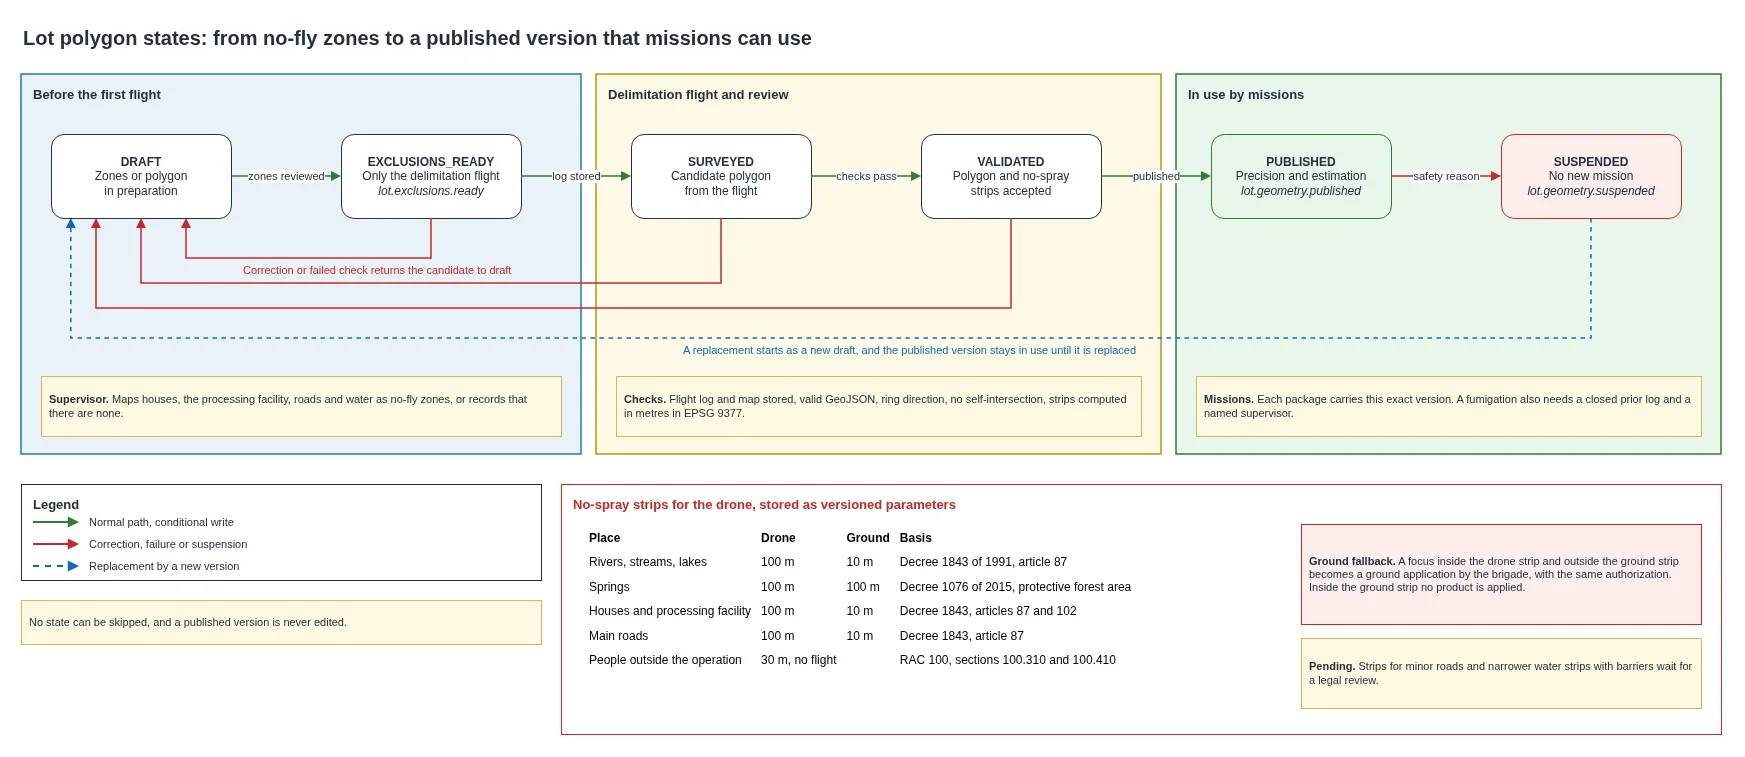 Lot polygon states: from no-fly zones to a published version that missions can use
Before the first flight
DRAFT
Zones or polygon
in preparation
zones reviewed
EXCLUSIONS_READY
Only the delimitation flight
lot.exclusions.ready
log stored
Correction or failed check returns the candidate to draft
Supervisor. Maps houses, the processing facility, roads and water as no-fly zones, or records that
there are none.
Delimitation flight and review
SURVEYED
Candidate polygon
from the flight
checks pass
VALIDATED
Polygon and no-spray
strips accepted
published
A replacement starts as a new draft, and the published version stays in use until it is replaced
Checks. Flight log and map stored, valid GeoJSON, ring direction, no self-intersection, strips computed
in metres in EPSG 9377.
In use by missions
PUBLISHED
Precision and estimation
lot.geometry.published
safety reason
SUSPENDED
No new mission
lot.geometry.suspended
Missions. Each package carries this exact version. A fumigation also needs a closed prior log and a
named supervisor.
Legend
Normal path, conditional write
Correction, failure or suspension
Replacement by a new version
No state can be skipped, and a published version is never edited.
No-spray strips for the drone, stored as versioned parameters
Place Drone Ground Basis
Rivers, streams, lakes 100 m 10 m Decree 1843 of 1991, article 87
Springs 100 m 100 m Decree 1076 of 2015, protective forest area
Houses and processing facility 100 m 10 m Decree 1843, articles 87 and 102
Main roads 100 m 10 m Decree 1843, article 87
People outside the operation 30 m, no flight RAC 100, sections 100.310 and 100.410
Ground fallback. A focus inside the drone strip and outside the ground strip
becomes a ground application by the brigade, with the same authorization.
Inside the ground strip no product is applied.
Pending. Strips for minor roads and narrower water strips with barriers wait for
a legal review.